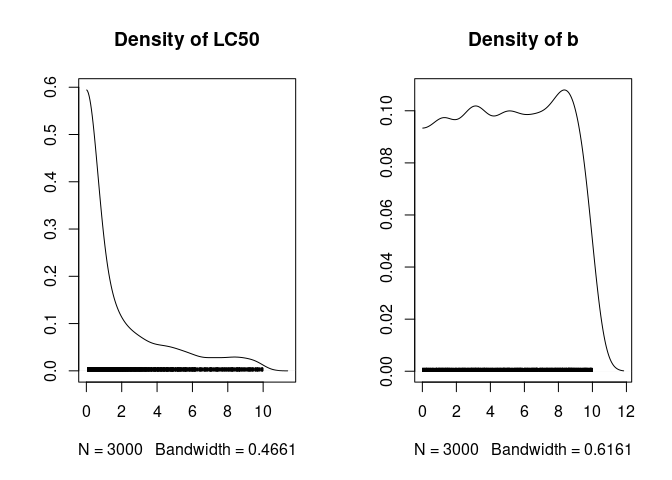 Density of LC50
0.0 0.1 0.2 0.3 0.4 0.5 0.6
0 2 4 6 8 10
N = 3000 Bandwidth = 0.4661
Density of b
0.00 0.02 0.04 0.06 0.08 0.10
0 2 4 6 8 10 12
N = 3000 Bandwidth = 0.6161